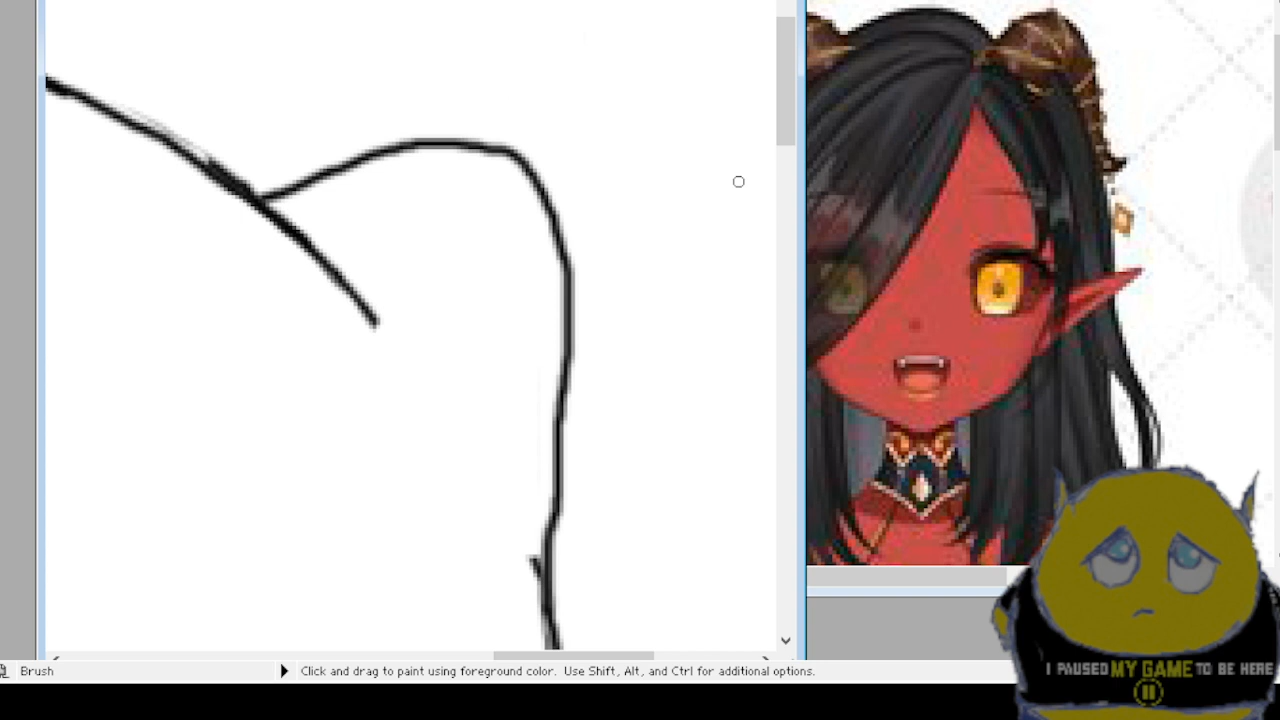 Brush
Click and drag to paint using foreground color. Use Shift, Alt, and Ctrl for additional options.
I PAUSED MY GAME TO BE HERE